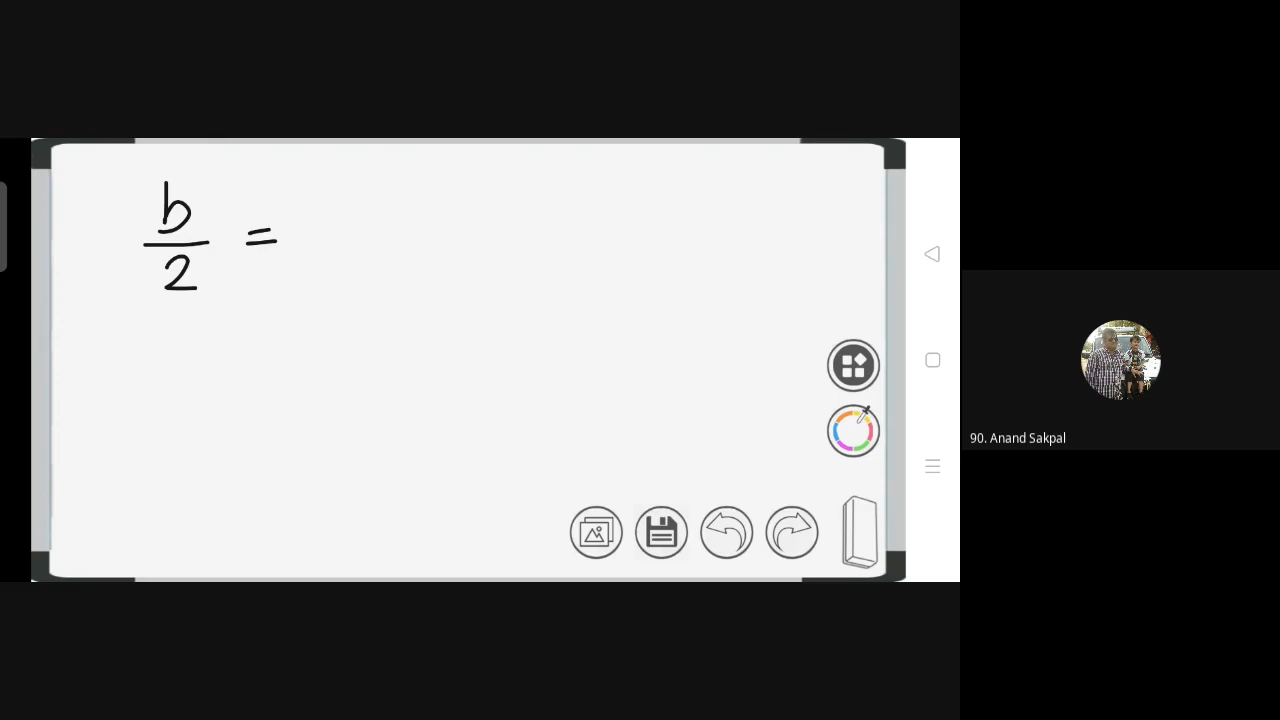 b/2 =
90. Anand Sakpal